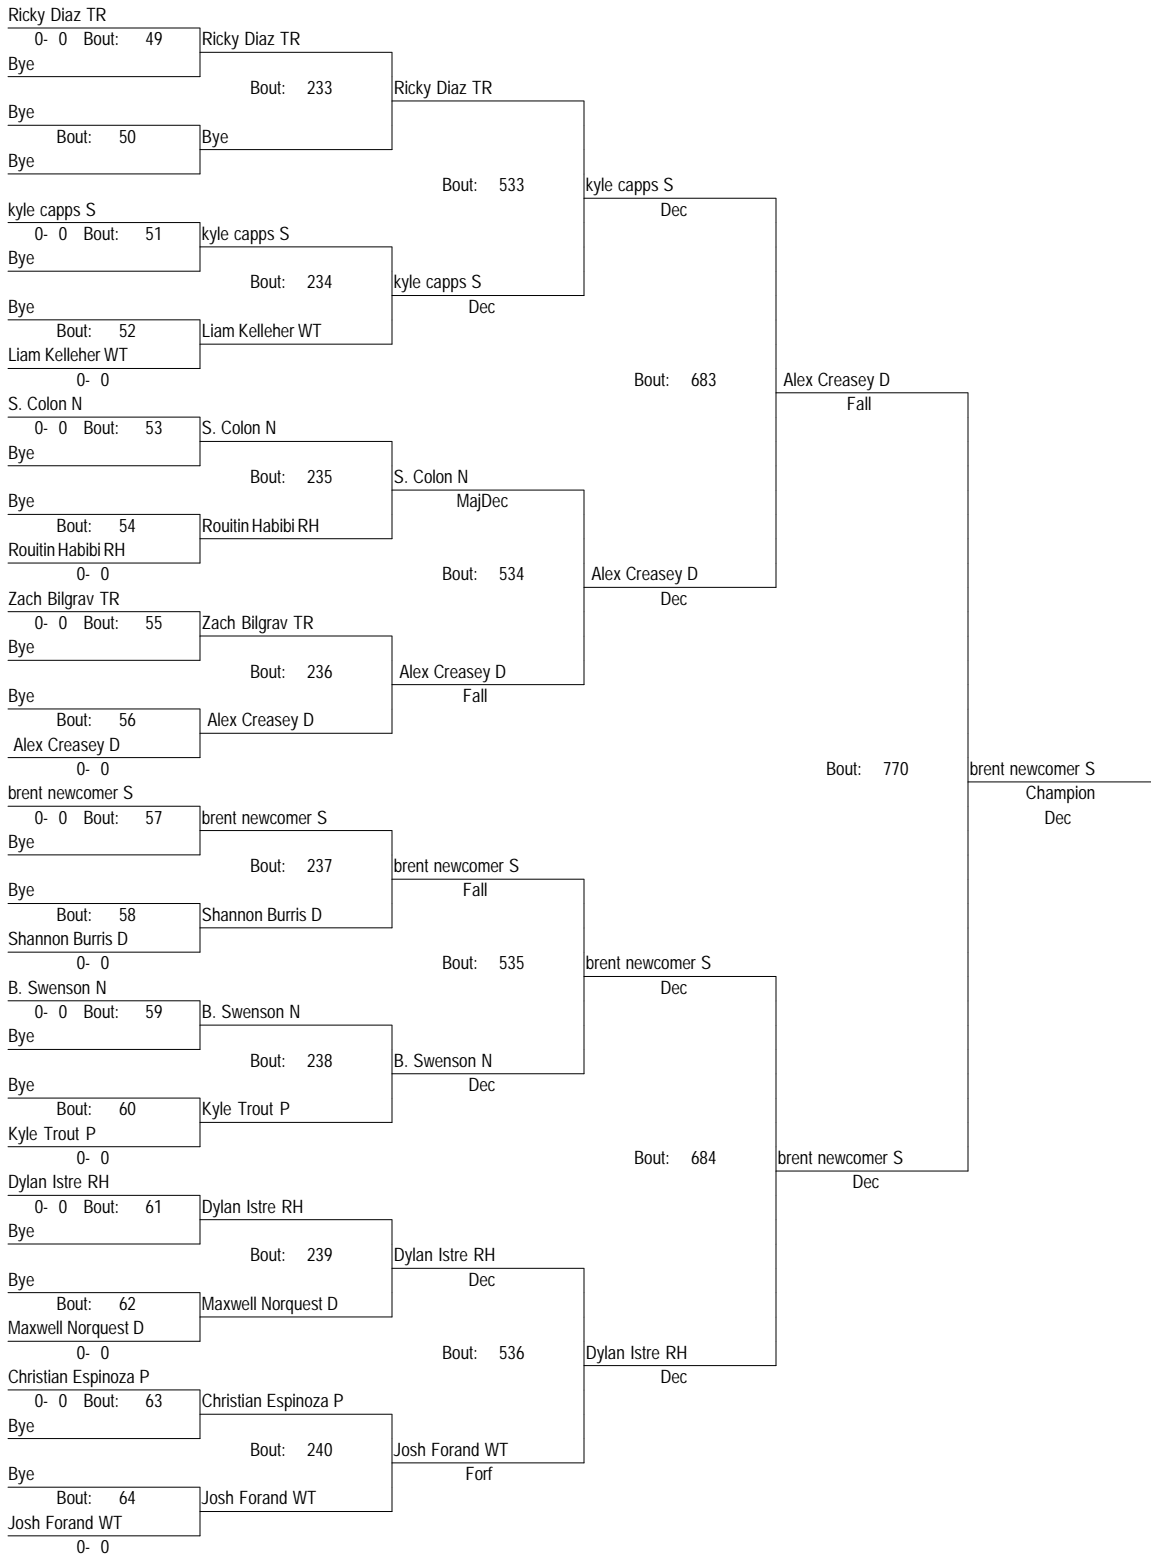 Ricky Diaz TR
0- 0 Bout: 49 Ricky Diaz TR
Bye
Bout: 233 Ricky Diaz TR
Bye
Bout: 50 Bye
Bye
Bout: 533 kyle capps S
Dec
kyle capps S
0- 0 Bout: 51 kyle capps S
Bye
Bout: 234 kyle capps S
Dec
Bye
Bout: 52 Liam Kelleher WT
Liam Kelleher WT
0- 0
Bout: 683 Alex Creasey D
Fall
S. Colon N
0- 0 Bout: 53 S. Colon N
Bye
Bout: 235 S. Colon N
MajDec
Bye
Bout: 54 Rouitin Habibi RH
Rouitin Habibi RH
0- 0
Bout: 534 Alex Creasey D
Dec
Zach Bilgrav TR
0- 0 Bout: 55 Zach Bilgrav TR
Bye
Bout: 236 Alex Creasey D
Fall
Bye
Bout: 56 Alex Creasey D
Alex Creasey D
0- 0
Bout: 770 brent newcomer S
Champion
Dec
brent newcomer S
0- 0 Bout: 57 brent newcomer S
Bye
Bout: 237 brent newcomer S
Fall
Bye
Bout: 58 Shannon Burris D
Shannon Burris D
0- 0
Bout: 535 brent newcomer S
Dec
B. Swenson N
0- 0 Bout: 59 B. Swenson N
Bye
Bout: 238 B. Swenson N
Dec
Bye
Bout: 60 Kyle Trout P
Kyle Trout P
0- 0
Bout: 684 brent newcomer S
Dec
Dylan Istre RH
0- 0 Bout: 61 Dylan Istre RH
Bye
Bout: 239 Dylan Istre RH
Dec
Bye
Bout: 62 Maxwell Norquest D
Maxwell Norquest D
0- 0
Bout: 536 Dylan Istre RH
Dec
Christian Espinoza P
0- 0 Bout: 63 Christian Espinoza P
Bye
Bout: 240 Josh Forand WT
Forf
Bye
Bout: 64 Josh Forand WT
Josh Forand WT
0- 0